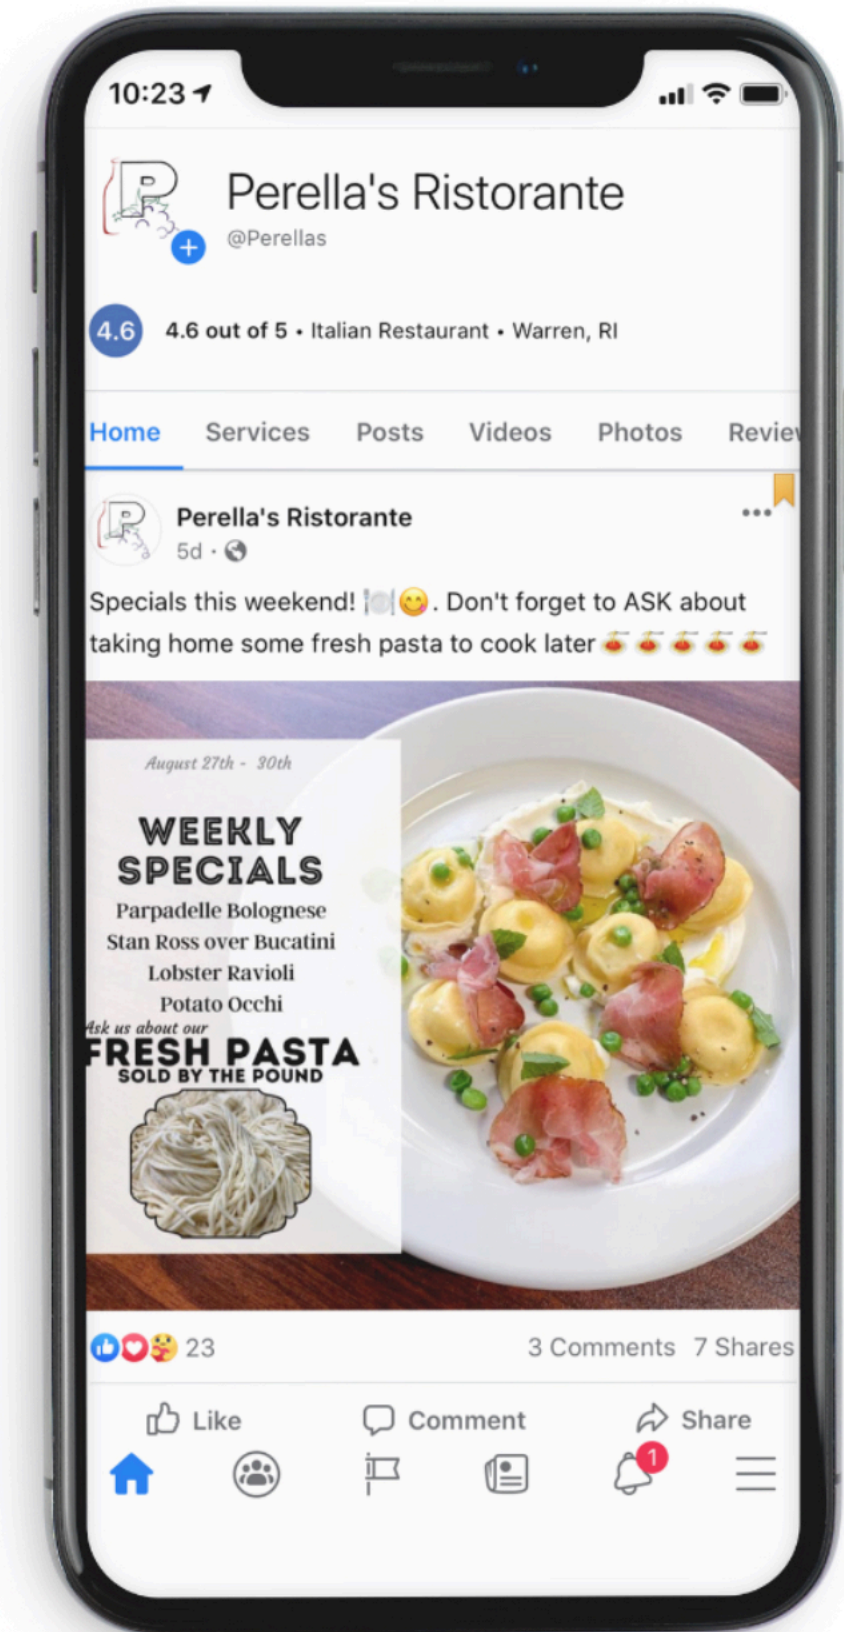 10:23
P
Perella's Ristorante
@Perellas
4.6
4.6 out of 5 • Italian Restaurant • Warren, RI
Home Services Posts Videos Photos
P
Perella's Ristorante
5d ·
Specials this weekend! 🍽️😋. Don't forget to ASK about
taking home some fresh pasta to cook later 🍝 🍝 🍝 🍝 🍝
August 27th - 30th
WEEKLY
SPECIALS
Parpadelle Bolognese
Stan Ross over Bucatini
Lobster Ravioli
Potato Occhi
Ask us about our
FRESH PASTA
SOLD BY THE POUND
23
3 Comments 7 Shares
Like Comment Share
1